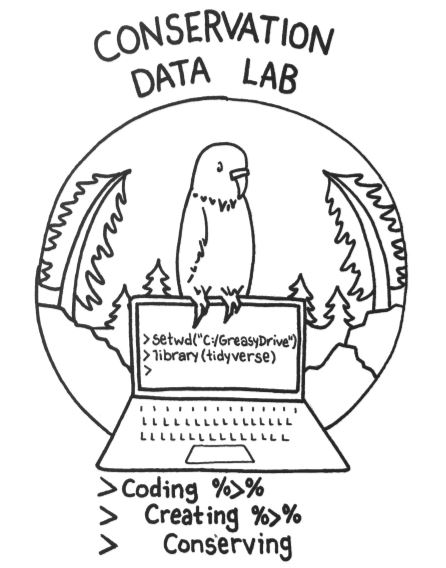 CONSERVATION
DATA LAB
> setwd("C:/GreasyDrive")
> library(tidyverse)
>
> Coding %>%
> Creating %>%
> Conserving